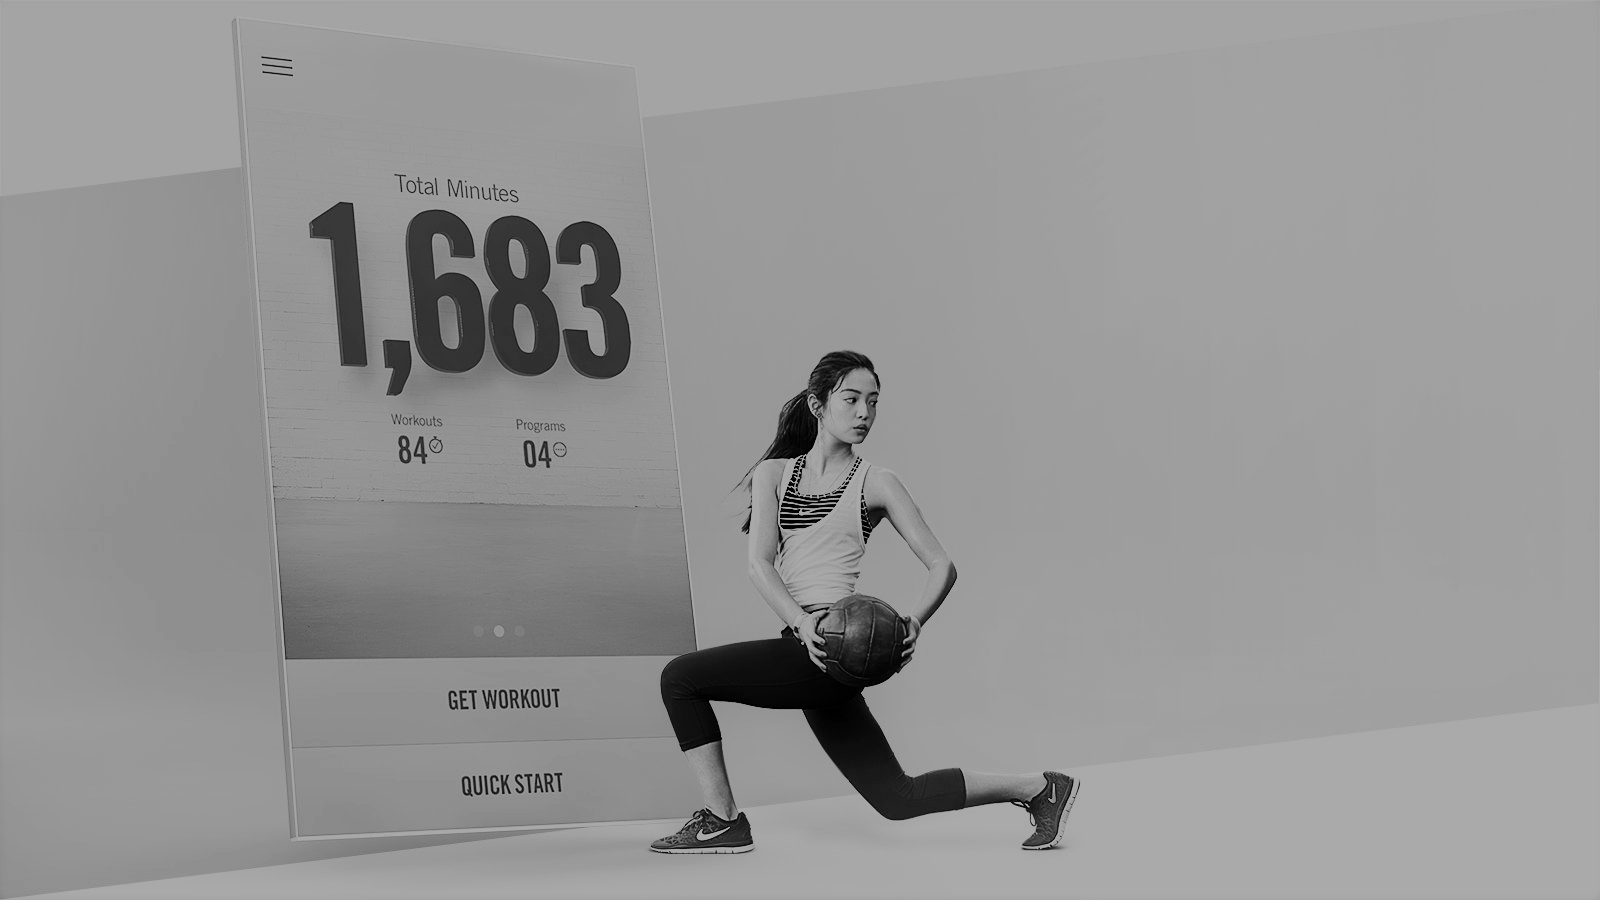 Total Minutes
1,683
Workouts
Programs
84
04
GET WORKOUT
QUICK START